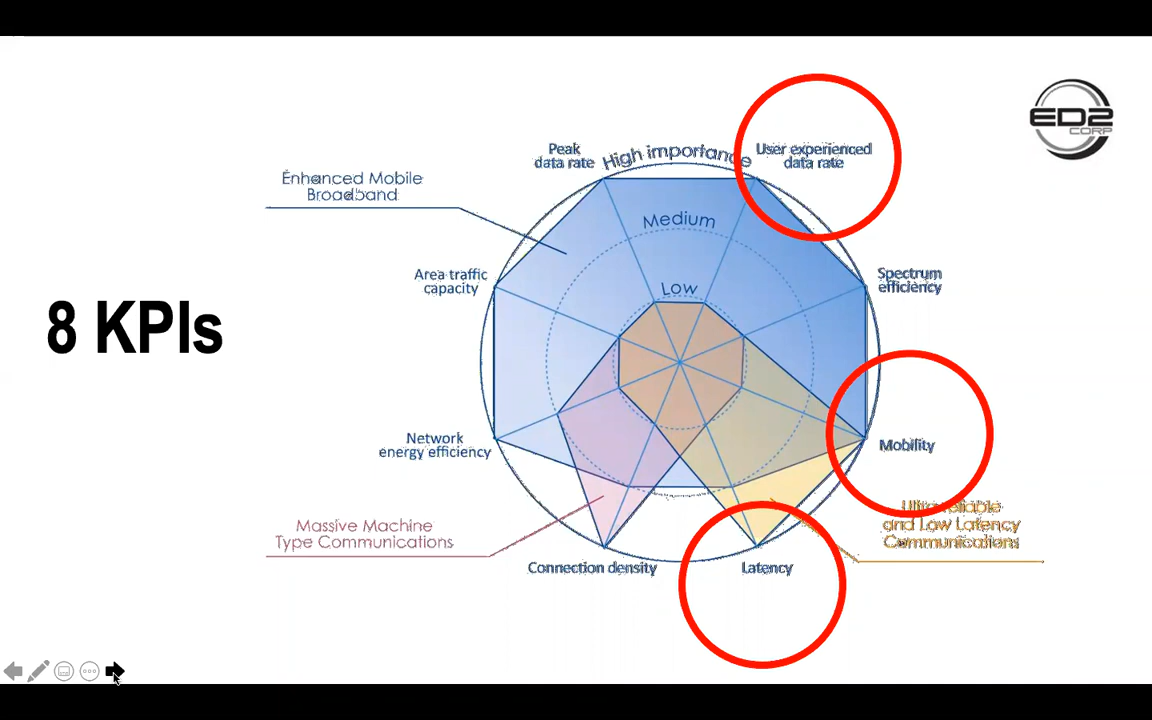 ED2
CORP
Peak
data rate
High importance
User experienced
data rate
Enhanced Mobile
Broadband
Medium
Area traffic
capacity
Low
Spectrum
efficiency
8 KPIs
Network
energy efficiency
Mobility
Massive Machine
Type Communications
Ultra-reliable
and Low Latency
Communications
Connection density
Latency